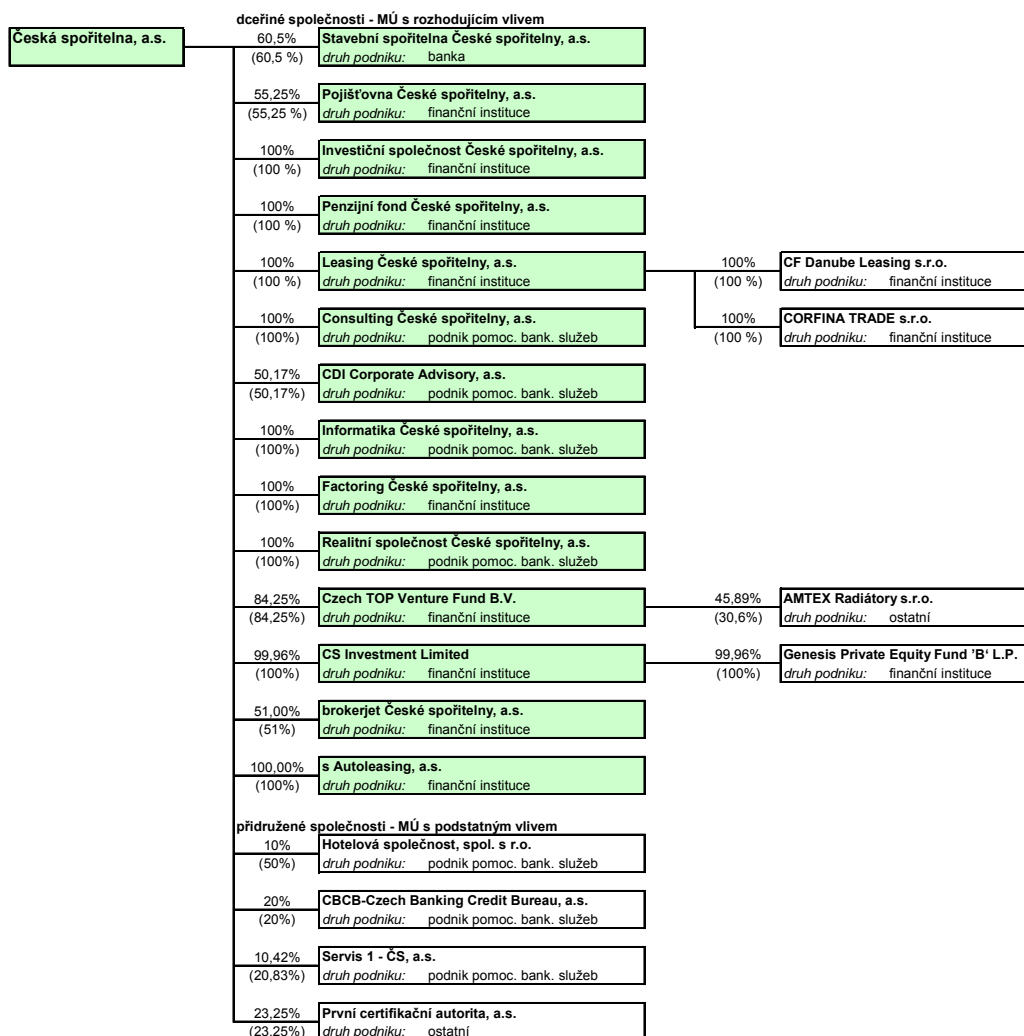 dceřiné společnosti - MÚ s rozhodujícím vlivem
Česká spořitelna, a.s.
60,5% Stavební spořitelna České spořitelny, a.s.
(60,5 %) druh podniku: banka
55,25% Pojišťovna České spořitelny, a.s.
(55,25 %) druh podniku: finanční instituce
100% Investiční společnost České spořitelny, a.s.
(100 %) druh podniku: finanční instituce
100% Penzijní fond České spořitelny, a.s.
(100 %) druh podniku: finanční instituce
100% Leasing České spořitelny, a.s. 100% CF Danube Leasing s.r.o.
(100 %) druh podniku: finanční instituce (100 %) druh podniku: finanční instituce
100% Consulting České spořitelny, a.s. 100% CORFINA TRADE s.r.o.
(100%) druh podniku: podnik pomoc. bank. služeb (100 %) druh podniku: finanční instituce
50,17% CDI Corporate Advisory, a.s.
(50,17%) druh podniku: podnik pomoc. bank. služeb
100% Informatika České spořitelny, a.s.
(100%) druh podniku: podnik pomoc. bank. služeb
100% Factoring České spořitelny, a.s.
(100%) druh podniku: finanční instituce
100% Realitní společnost České spořitelny, a.s.
(100%) druh podniku: podnik pomoc. bank. služeb
84,25% Czech TOP Venture Fund B.V. 45,89% AMTEX Radiátory s.r.o.
(84,25%) druh podniku: finanční instituce (30,6%) druh podniku: ostatní
99,96% CS Investment Limited 99,96% Genesis Private Equity Fund ’B‘ L.P.
(100%) druh podniku: finanční instituce (100%) druh podniku: finanční instituce
51,00% brokerjet České spořitelny, a.s.
(51%) druh podniku: finanční instituce
100,00% s Autoleasing, a.s.
(100%) druh podniku: finanční instituce
přidružené společnosti - MÚ s podstatným vlivem
10% Hotelová společnost, spol. s r.o.
(50%) druh podniku: podnik pomoc. bank. služeb
20% CBCB-Czech Banking Credit Bureau, a.s.
(20%) druh podniku: podnik pomoc. bank. služeb
10,42% Servis 1 - ČS, a.s.
(20,83%) druh podniku: podnik pomoc. bank. služeb
23,25% První certifikační autorita, a.s.
(23,25%) druh podniku: ostatní